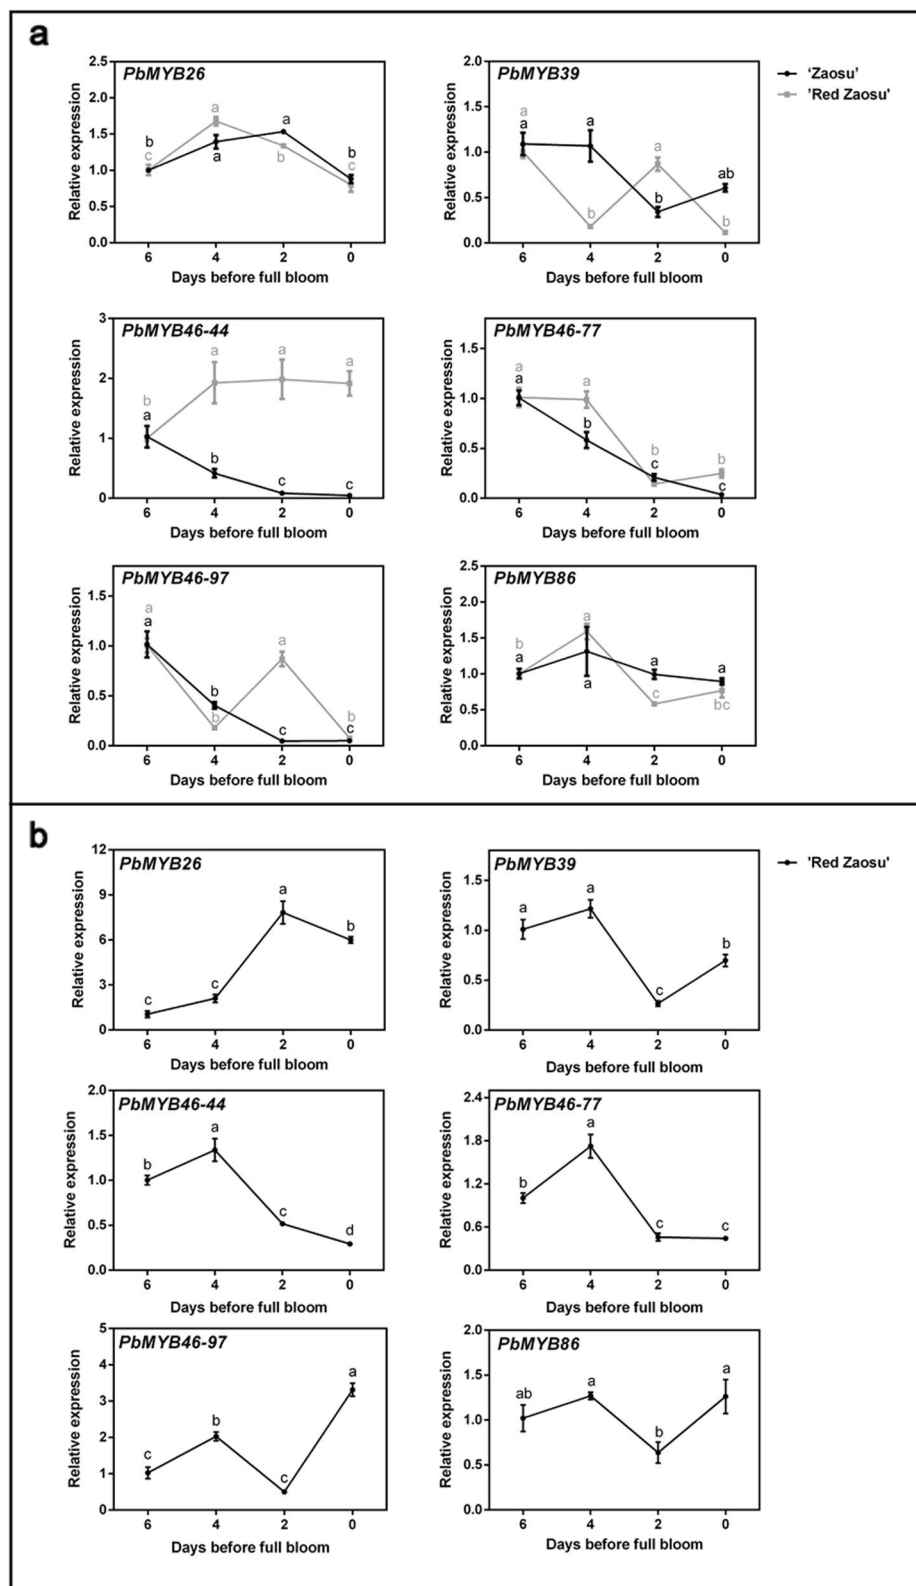 a
PbMYB26
Relative expression
2.5
2.0
1.5
1.0
0.5
0.0
b
c
a
a
a
b
b
c
6 4 2 0
Days before full bloom
PbMYB39
Relative expression
2.0
1.5
1.0
0.5
0.0
a
a
a
b
a
b
ab
b
6 4 2 0
Days before full bloom
'Zaosu'
'Red Zaosu'
PbMYB46-44
Relative expression
3
2
1
0
b
a
a
b
a
c
a
c
6 4 2 0
Days before full bloom
PbMYB46-77
Relative expression
1.5
1.0
0.5
0.0
a
a
a
b
b
c
b
c
6 4 2 0
Days before full bloom
PbMYB46-97
Relative expression
1.5
1.0
0.5
0.0
a
a
b
b
a
c
b
c
6 4 2 0
Days before full bloom
PbMYB86
Relative expression
2.5
2.0
1.5
1.0
0.5
0.0
b
a
a
a
a
c
a
bc
6 4 2 0
Days before full bloom
b
PbMYB26
Relative expression
12
9
6
3
0
c
c
a
b
6 4 2 0
Days before full bloom
PbMYB39
Relative expression
1.5
1.0
0.5
0.0
a
a
c
b
6 4 2 0
Days before full bloom
'Red Zaosu'
PbMYB46-44
Relative expression
2.0
1.5
1.0
0.5
0.0
b
a
c
d
6 4 2 0
Days before full bloom
PbMYB46-77
Relative expression
2.4
1.8
1.2
0.6
0.0
b
a
c
c
6 4 2 0
Days before full bloom
PbMYB46-97
Relative expression
5
4
3
2
1
0
c
b
c
a
6 4 2 0
Days before full bloom
PbMYB86
Relative expression
2.0
1.5
1.0
0.5
0.0
ab
a
b
a
6 4 2 0
Days before full bloom